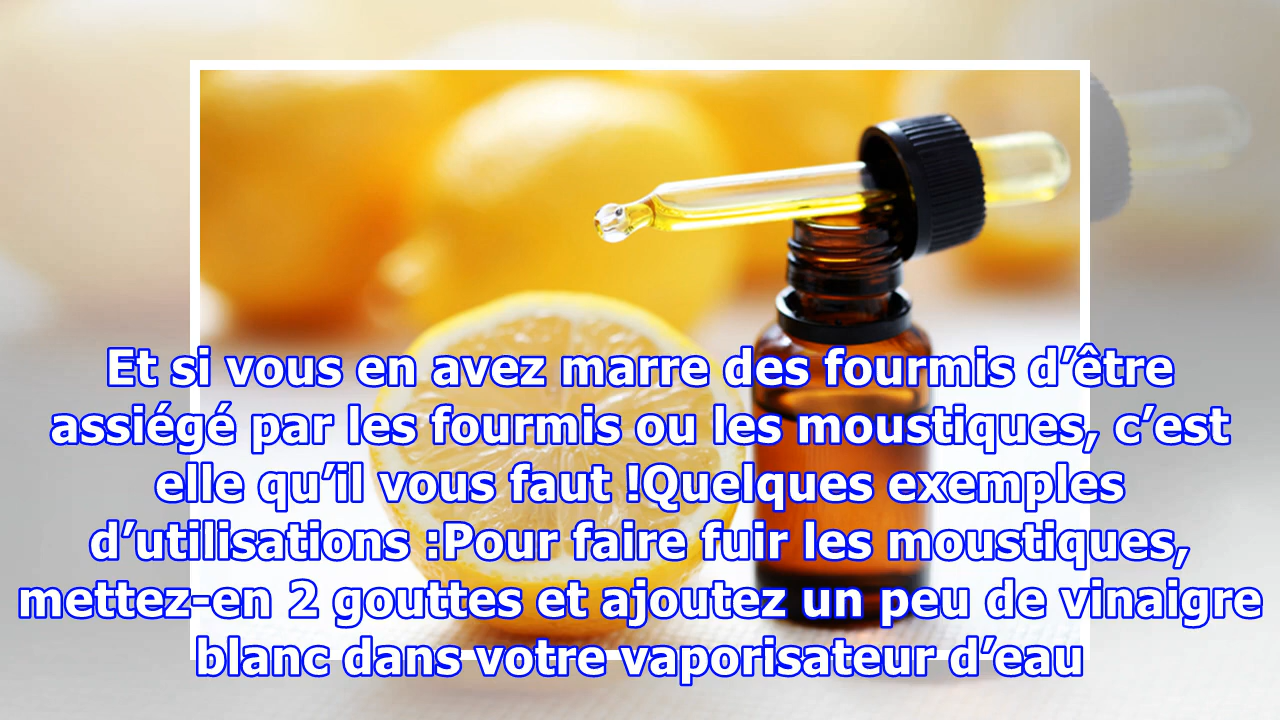 Et si vous en avez marre des fourmis d’être
assiégé par les fourmis ou les moustiques, c’est
elle qu’il vous faut !Quelques exemples
d’utilisations :Pour faire fuir les moustiques,
mettez-en 2 gouttes et ajoutez un peu de vinaigre
blanc dans votre vaporisateur d’eau